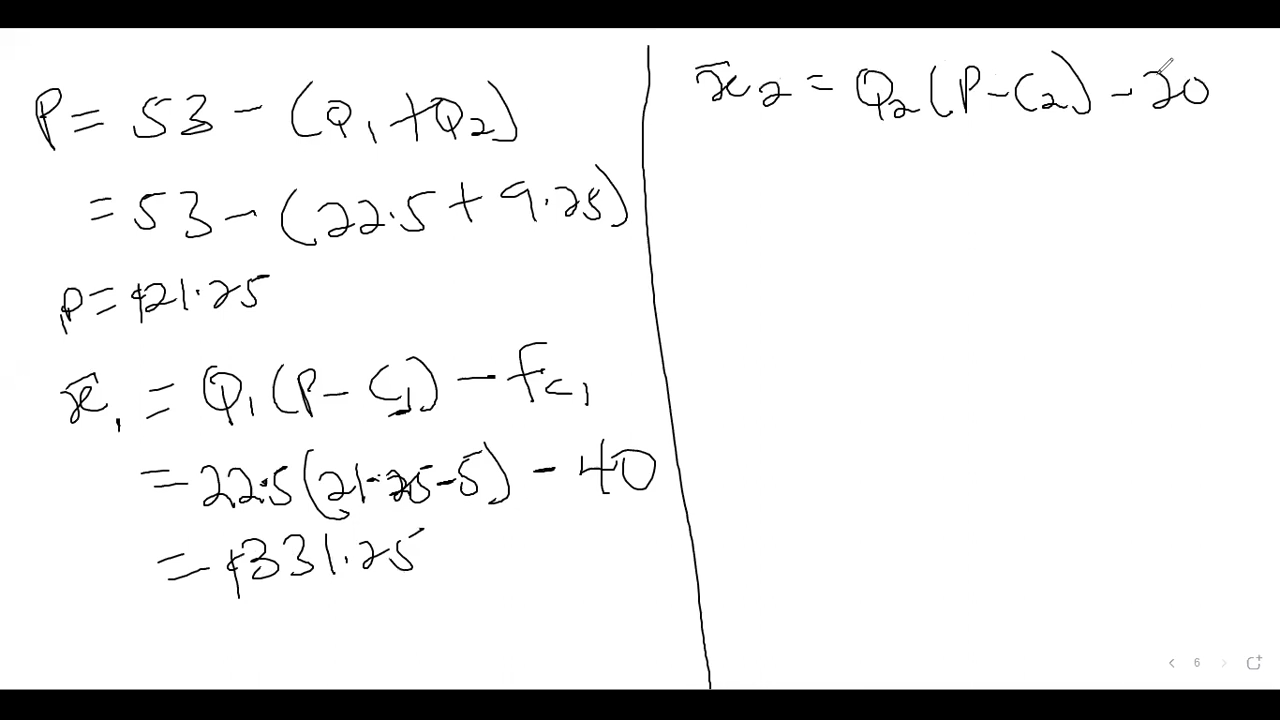 P = 53 - (Q1 + Q2)
= 53 - (22.5 + 9.25)
P = $21.25
π1 = Q1(P - C1) - FC1
= 22.5(21.25 - 5) - 40
= $331.25
π2 = Q2(P - C2) - 20
6